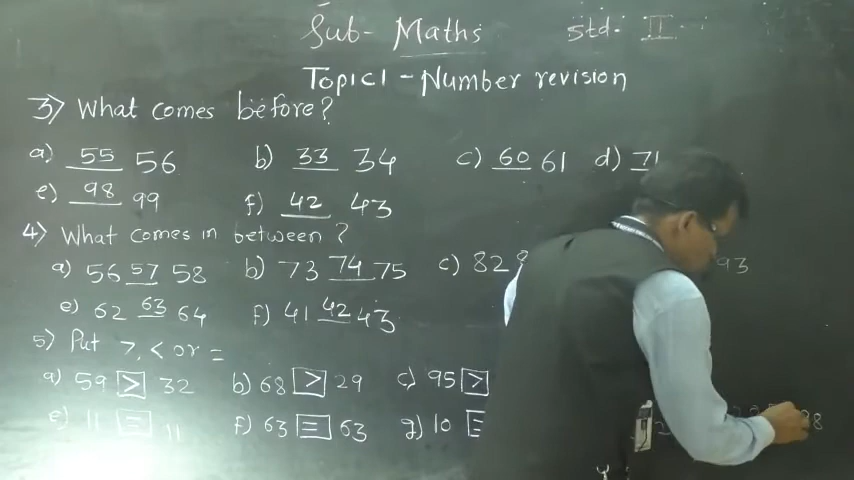 Sub- Maths Std: II
Topic 1 - Number revision
3) What comes before?
a) 55 56 b) 33 34 c) 60 61 d) 71
e) 98 99 f) 42 43
4) What comes in between?
a) 56 57 58 b) 73 74 75 c) 82 93
e) 62 63 64 f) 41 42 43
5) Put >, < or =
a) 59 > 32 b) 68 > 29 c) 95 >
e) 11 = 11 f) 63 = 63 g) 10 =